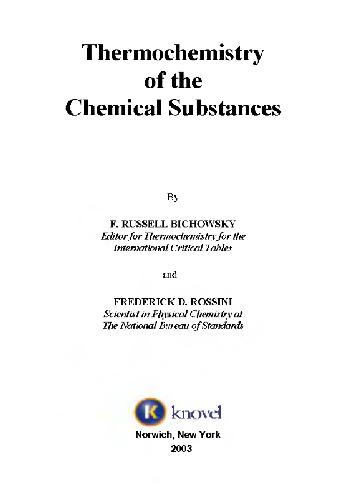 Thermochemistry
of the
Chemical Substances
By
F. RUSSELL BICHOWSKY
Editor for Thermochemistry for the
International Critical Tables
and
FREDERICK D. ROSSINI
Scientist in Physical Chemistry at
The National Bureau of Standards
K knovel
Norwich, New York
2003